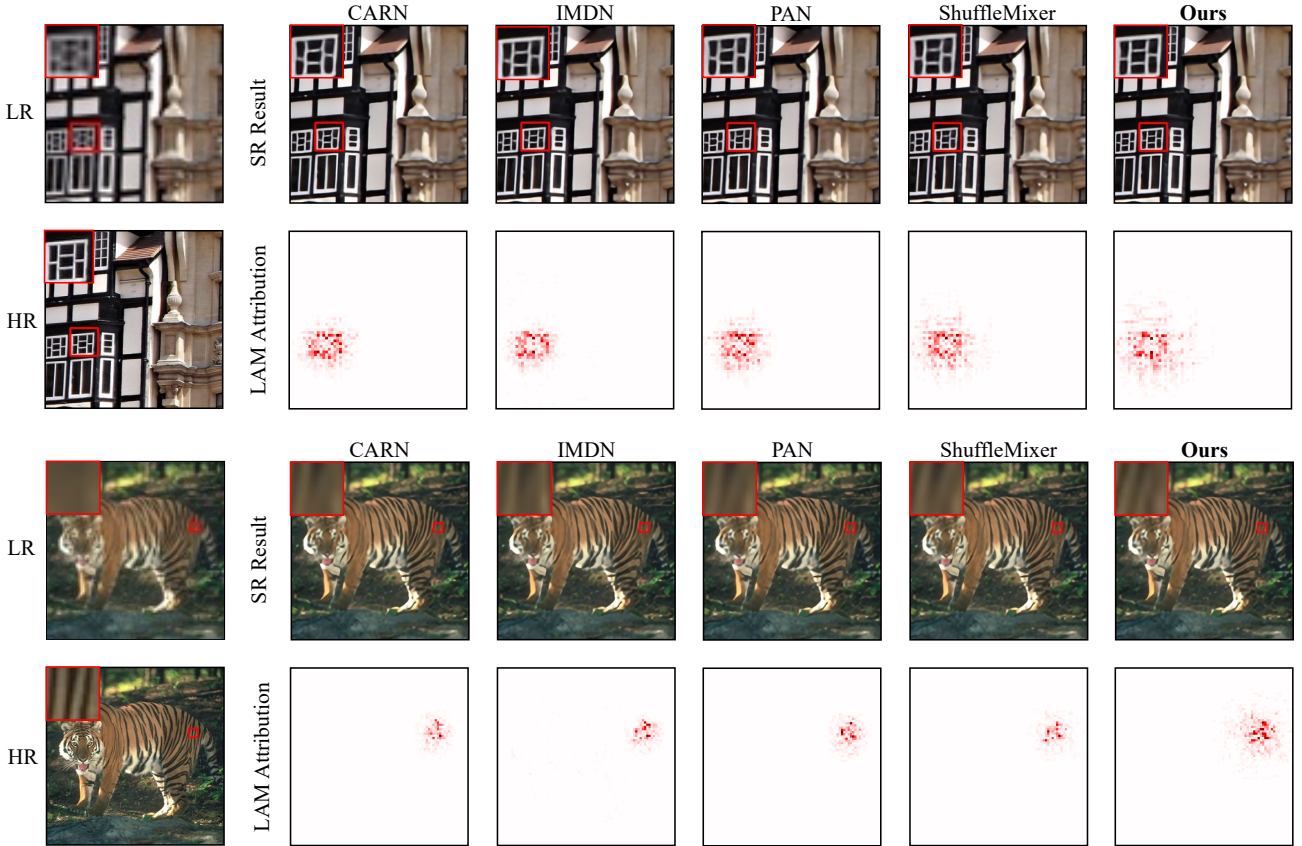 CARN IMDN PAN ShuffleMixer Ours
LR
SR Result
HR
LAM Attribution
CARN IMDN PAN ShuffleMixer Ours
LR
SR Result
HR
LAM Attribution